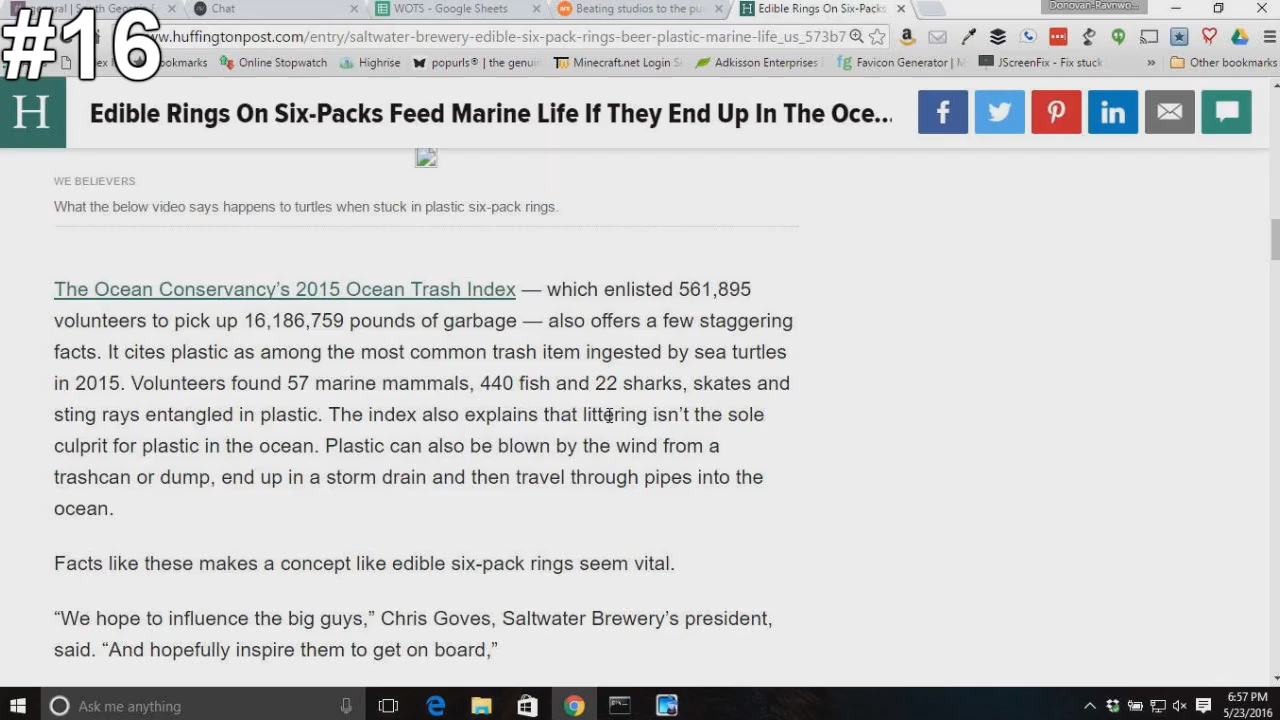 #16
general | South Georgia
Chat
WOTS - Google Sheets
Beating studios to the pu
Edible Rings On Six-Packs
Donovan-Ravnwo...
w.huffingtonpost.com/entry/saltwater-brewery-edible-six-pack-rings-beer-plastic-marine-life_us_573b7
Online Stopwatch
Highrise
popurls® | the genuin
Minecraft.net Login S
Adkisson Enterprises
Favicon Generator |
JScreenFix - Fix stuck
»
Other bookmarks
H
Edible Rings On Six-Packs Feed Marine Life If They End Up In The Oce...
WE BELIEVERS
What the below video says happens to turtles when stuck in plastic six-pack rings.
The Ocean Conservancy's 2015 Ocean Trash Index — which enlisted 561,895
volunteers to pick up 16,186,759 pounds of garbage — also offers a few staggering
facts. It cites plastic as among the most common trash item ingested by sea turtles
in 2015. Volunteers found 57 marine mammals, 440 fish and 22 sharks, skates and
sting rays entangled in plastic. The index also explains that littering isn't the sole
culprit for plastic in the ocean. Plastic can also be blown by the wind from a
trashcan or dump, end up in a storm drain and then travel through pipes into the
ocean.
Facts like these makes a concept like edible six-pack rings seem vital.
“We hope to influence the big guys,” Chris Goves, Saltwater Brewery's president,
said. “And hopefully inspire them to get on board,”
Ask me anything
6:57 PM
5/23/2016